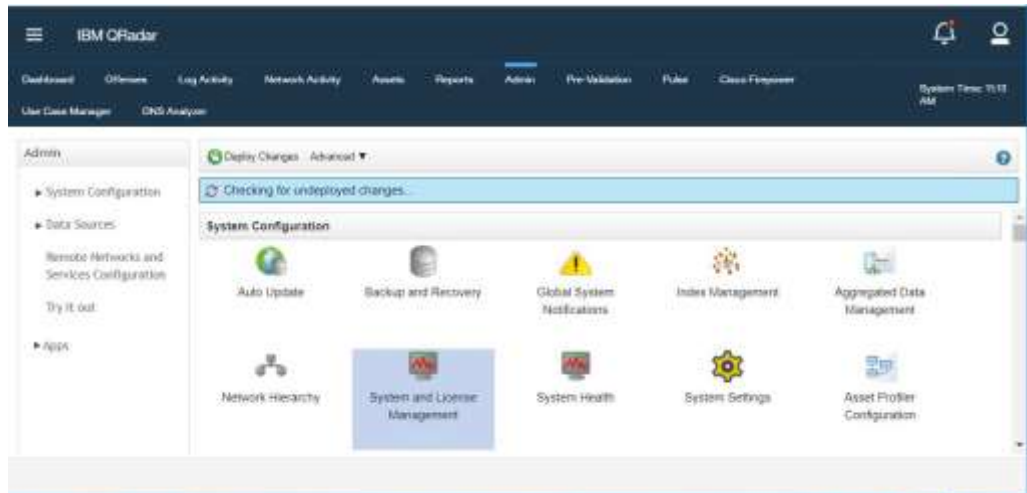 IBM QRadar
Dashboard Offenses Log Activity Network Activity Assets Reports Admin Pre-Validation Pulse Cisco Firepower
System Time: 11:11
AM
Use Case Manager DNS Analyzer
Admin
Deploy Changes Advanced ▼
Checking for undeployed changes...
System Configuration
Data Sources
Remote Networks and
Services Configuration
Try it out
Apps
System Configuration
Auto Update
Backup and Recovery
Global System
Notifications
Index Management
Aggregated Data
Management
Network Hierarchy
System and License
Management
System Health
System Settings
Asset Profiler
Configuration